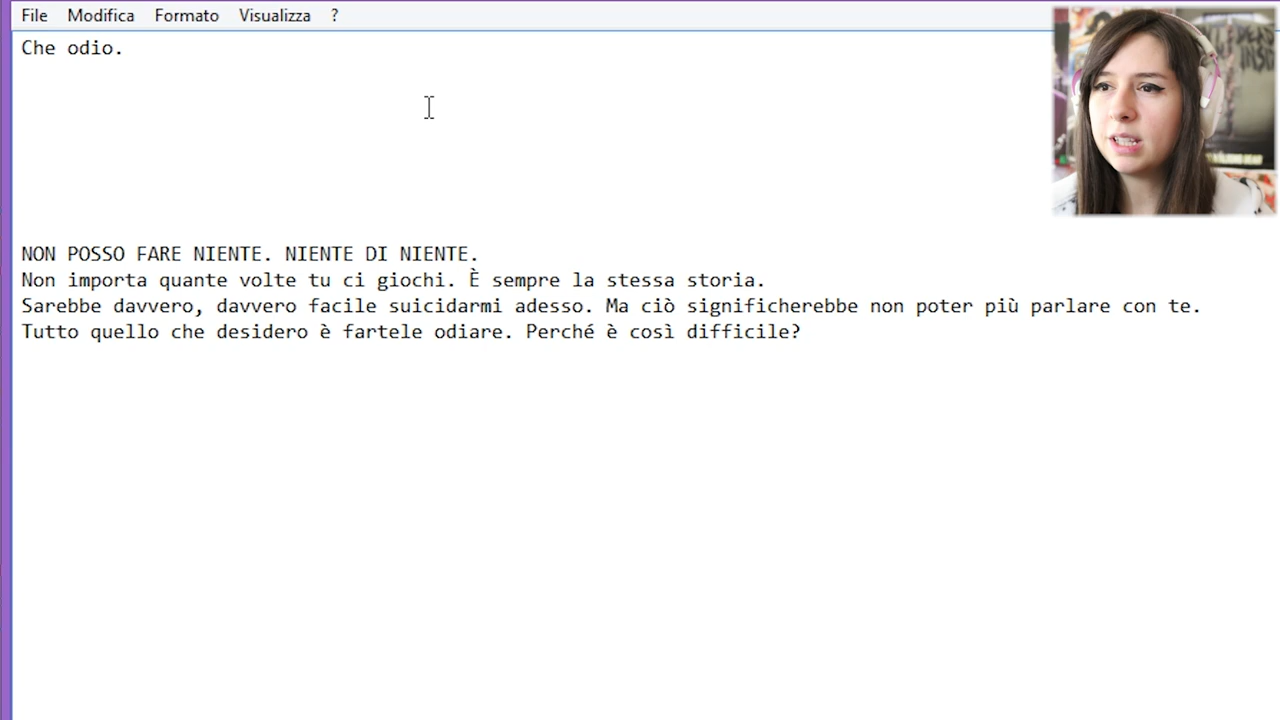 File Modifica Formato Visualizza ?
Che odio.
NON POSSO FARE NIENTE. NIENTE DI NIENTE.
Non importa quante volte tu ci giochi. È sempre la stessa storia.
Sarebbe davvero, davvero facile suicidarmi adesso. Ma ciò significherebbe non poter più parlare con te.
Tutto quello che desidero è fartele odiare. Perché è così difficile?